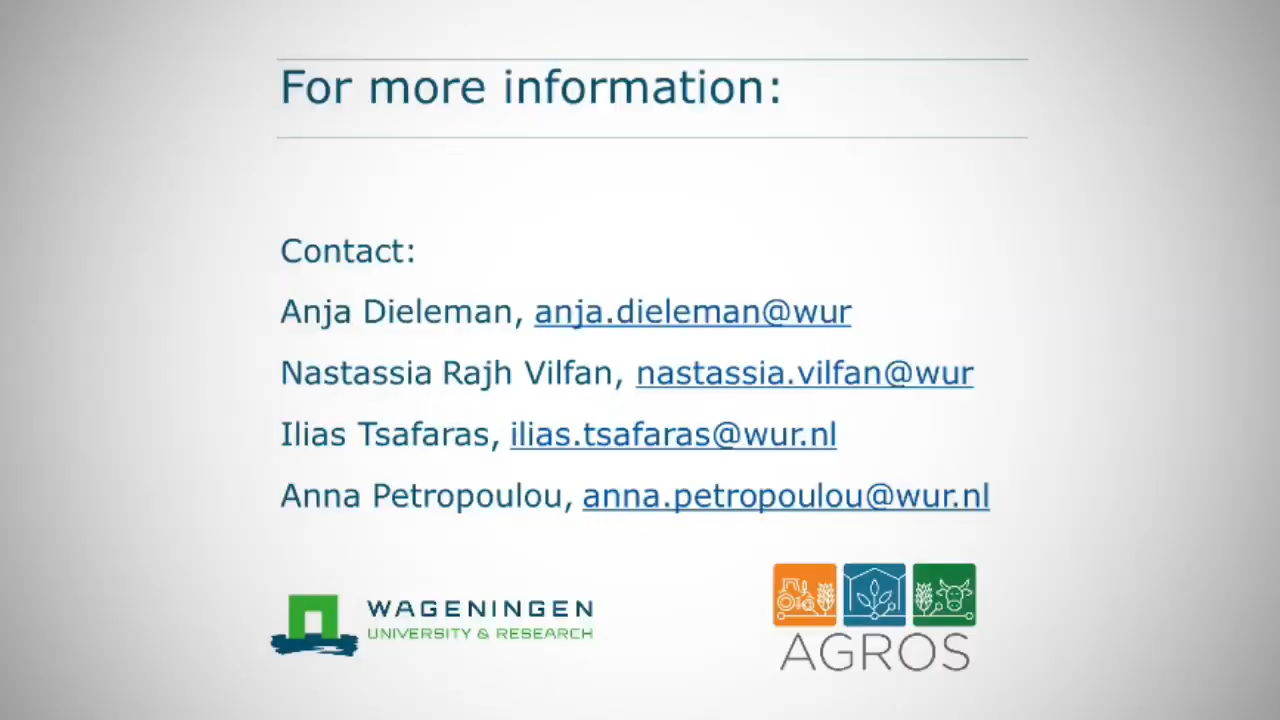 For more information:
Contact:
Anja Dieleman, anja.dieleman@wur
Nastassia Rajh Vilfan, nastassia.vilfan@wur
Ilias Tsafaras, ilias.tsafaras@wur.nl
Anna Petropoulou, anna.petropoulou@wur.nl
WAGENINGEN
UNIVERSITY & RESEARCH
AGROS